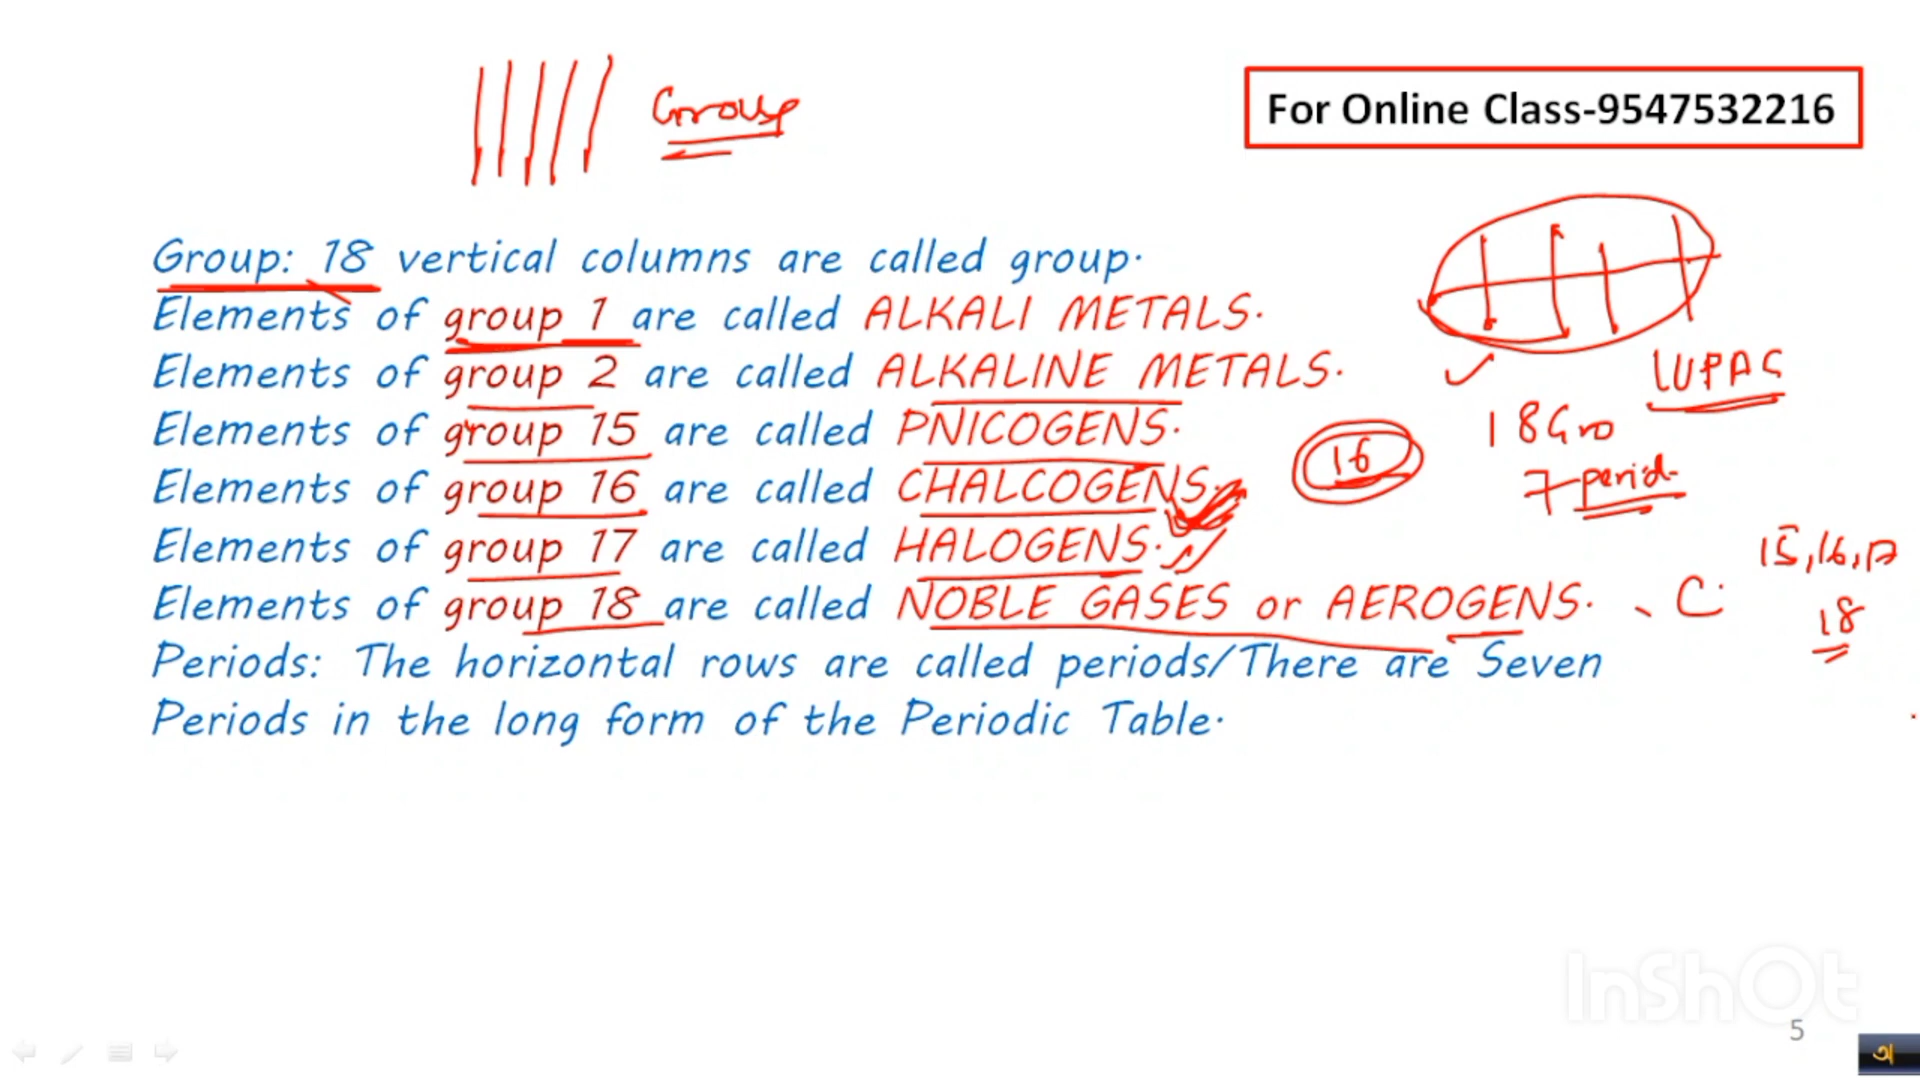 Group
For Online Class-9547532216
Group: 18 vertical columns are called group.
Elements of group 1 are called ALKALI METALS.
Elements of group 2 are called ALKALINE METALS.
IUPAC
Elements of group 15 are called PNICOGENS.
18 Gro
16
7 period.
Elements of group 16 are called CHALCOGENS.
Elements of group 17 are called HALOGENS.
15, 16, 17
Elements of group 18 are called NOBLE GASES or AEROGENS.
C
18
Periods: The horizontal rows are called periods/There are Seven
Periods in the long form of the Periodic Table.
InShOt
5
অ